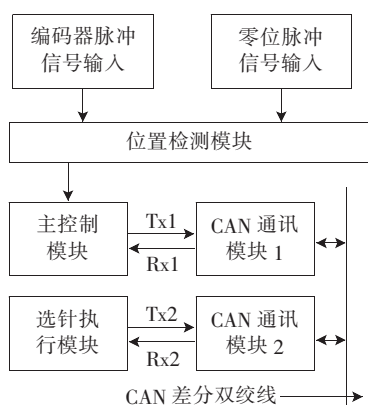 编码器脉冲
信号输入
零位脉冲
信号输入
位置检测模块
主控制
模块
Tx1
Rx1
CAN 通讯
模块 1
选针执
行模块
Tx2
Rx2
CAN 通讯
模块 2
CAN 差分双绞线